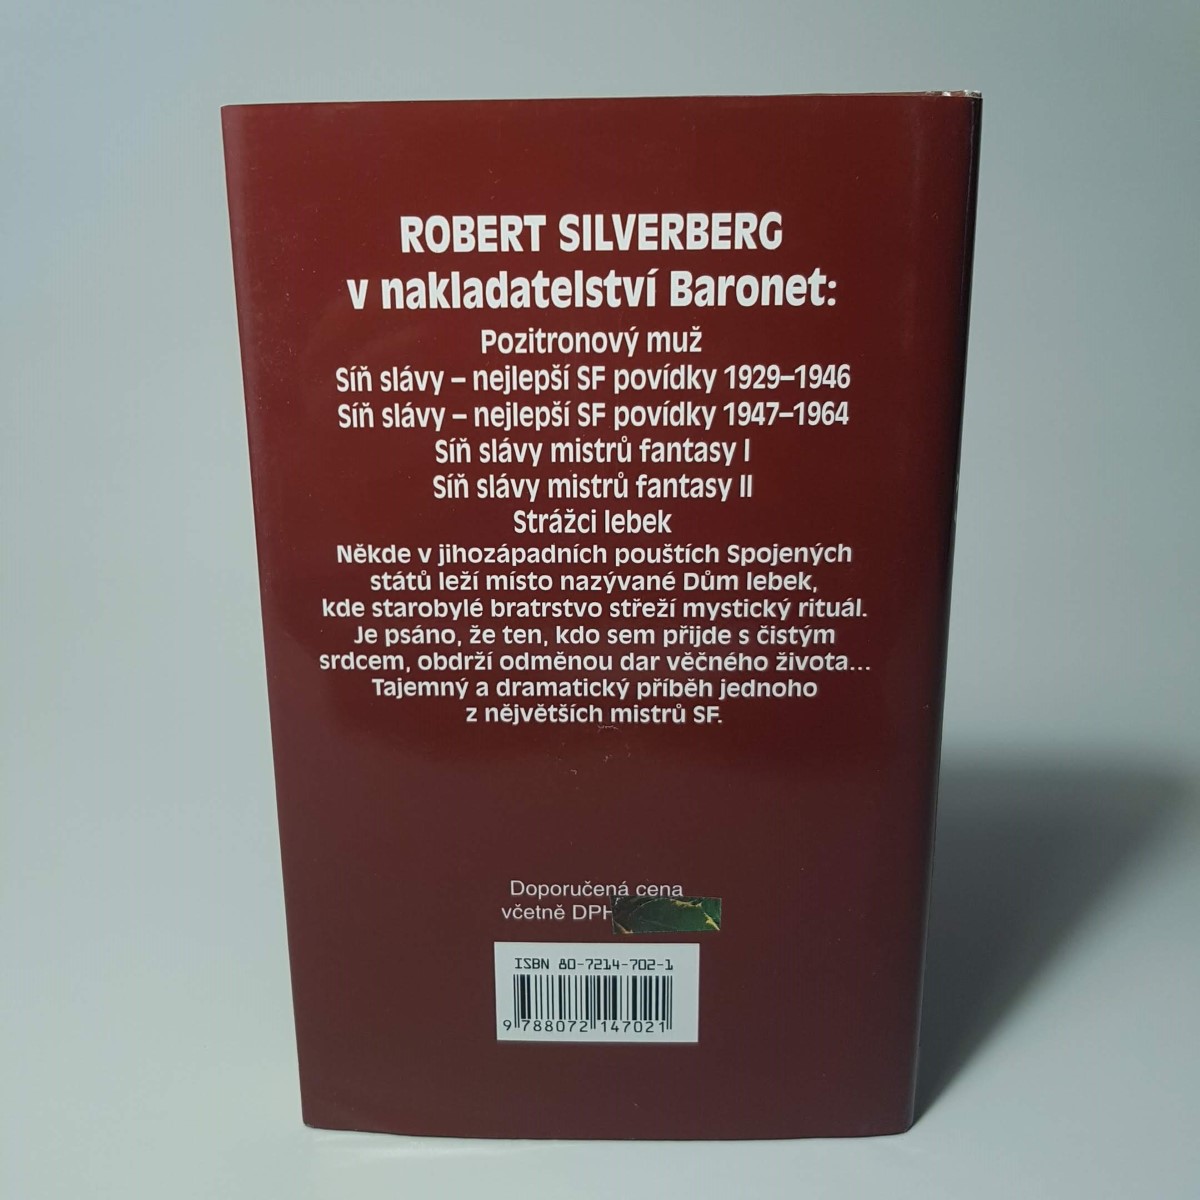 ROBERT SILVERBERG
v nakladatelství Baronet:
Pozitronový muž
Síň slávy – nejlepší SF povídky 1929–1946
Síň slávy – nejlepší SF povídky 1947–1964
Síň slávy mistrů fantasy I
Síň slávy mistrů fantasy II
Strážci lebek
Někde v jihozápadních pouštích Spojených
států leží místo nazývané Dům lebek,
kde starobylé bratrstvo střeží mystický rituál.
Je psáno, že ten, kdo sem přijde s čistým
srdcem, obdrží odměnou dar věčného života...
Tajemný a dramatický příběh jednoho
z nějvětších mistrů SF.
Doporučená cena
včetně DPH
ISBN 80-7214-702-1
9 788072 147021